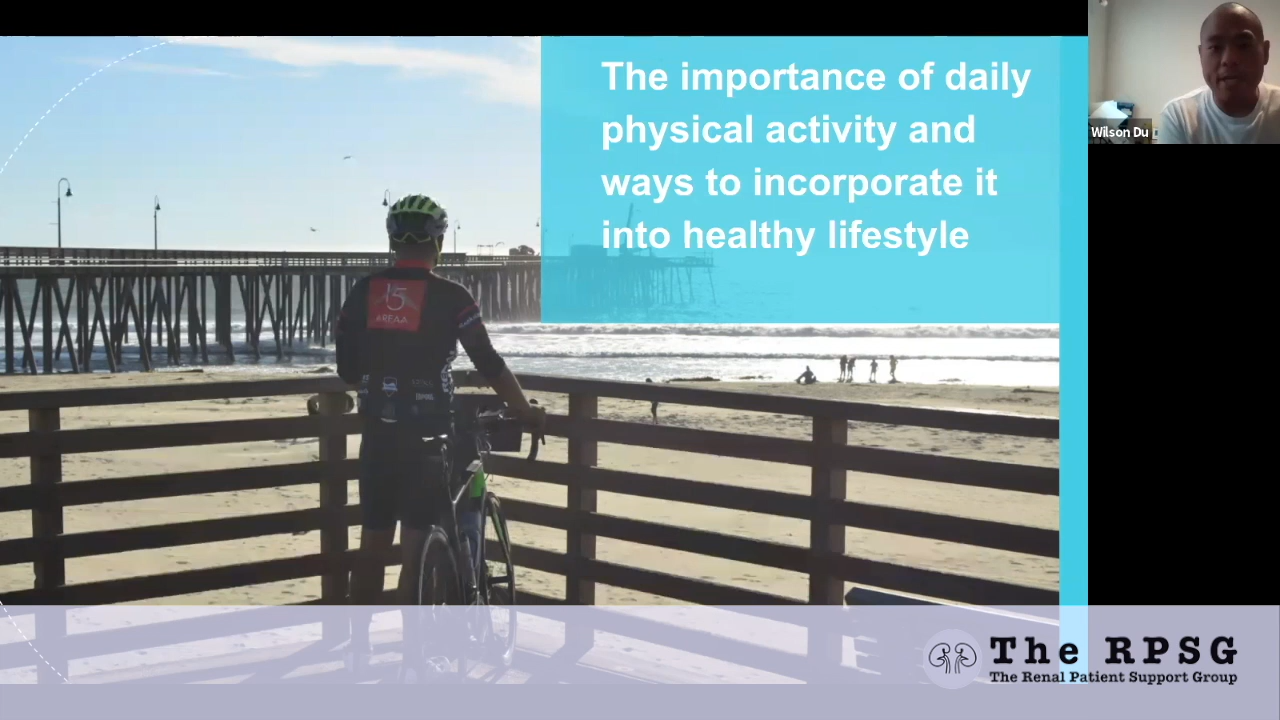 The importance of daily
physical activity and
ways to incorporate it
into healthy lifestyle
Wilson Du
15
AREAA
The RPSG
The Renal Patient Support Group